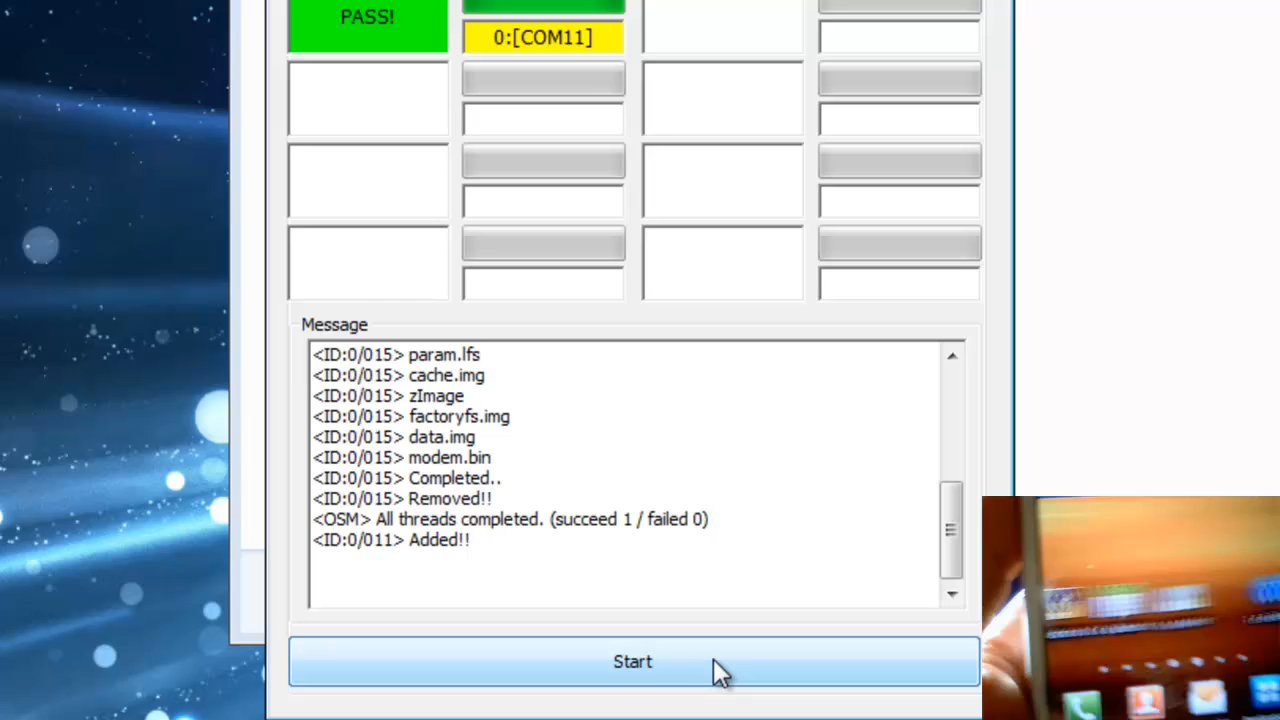 PASS!
0:[COM11]
Message
<ID:0/015> param.lfs
<ID:0/015> cache.img
<ID:0/015> zImage
<ID:0/015> factoryfs.img
<ID:0/015> data.img
<ID:0/015> modem.bin
<ID:0/015> Completed..
<ID:0/015> Removed!!
<OSM> All threads completed. (succeed 1 / failed 0)
<ID:0/011> Added!!
Start